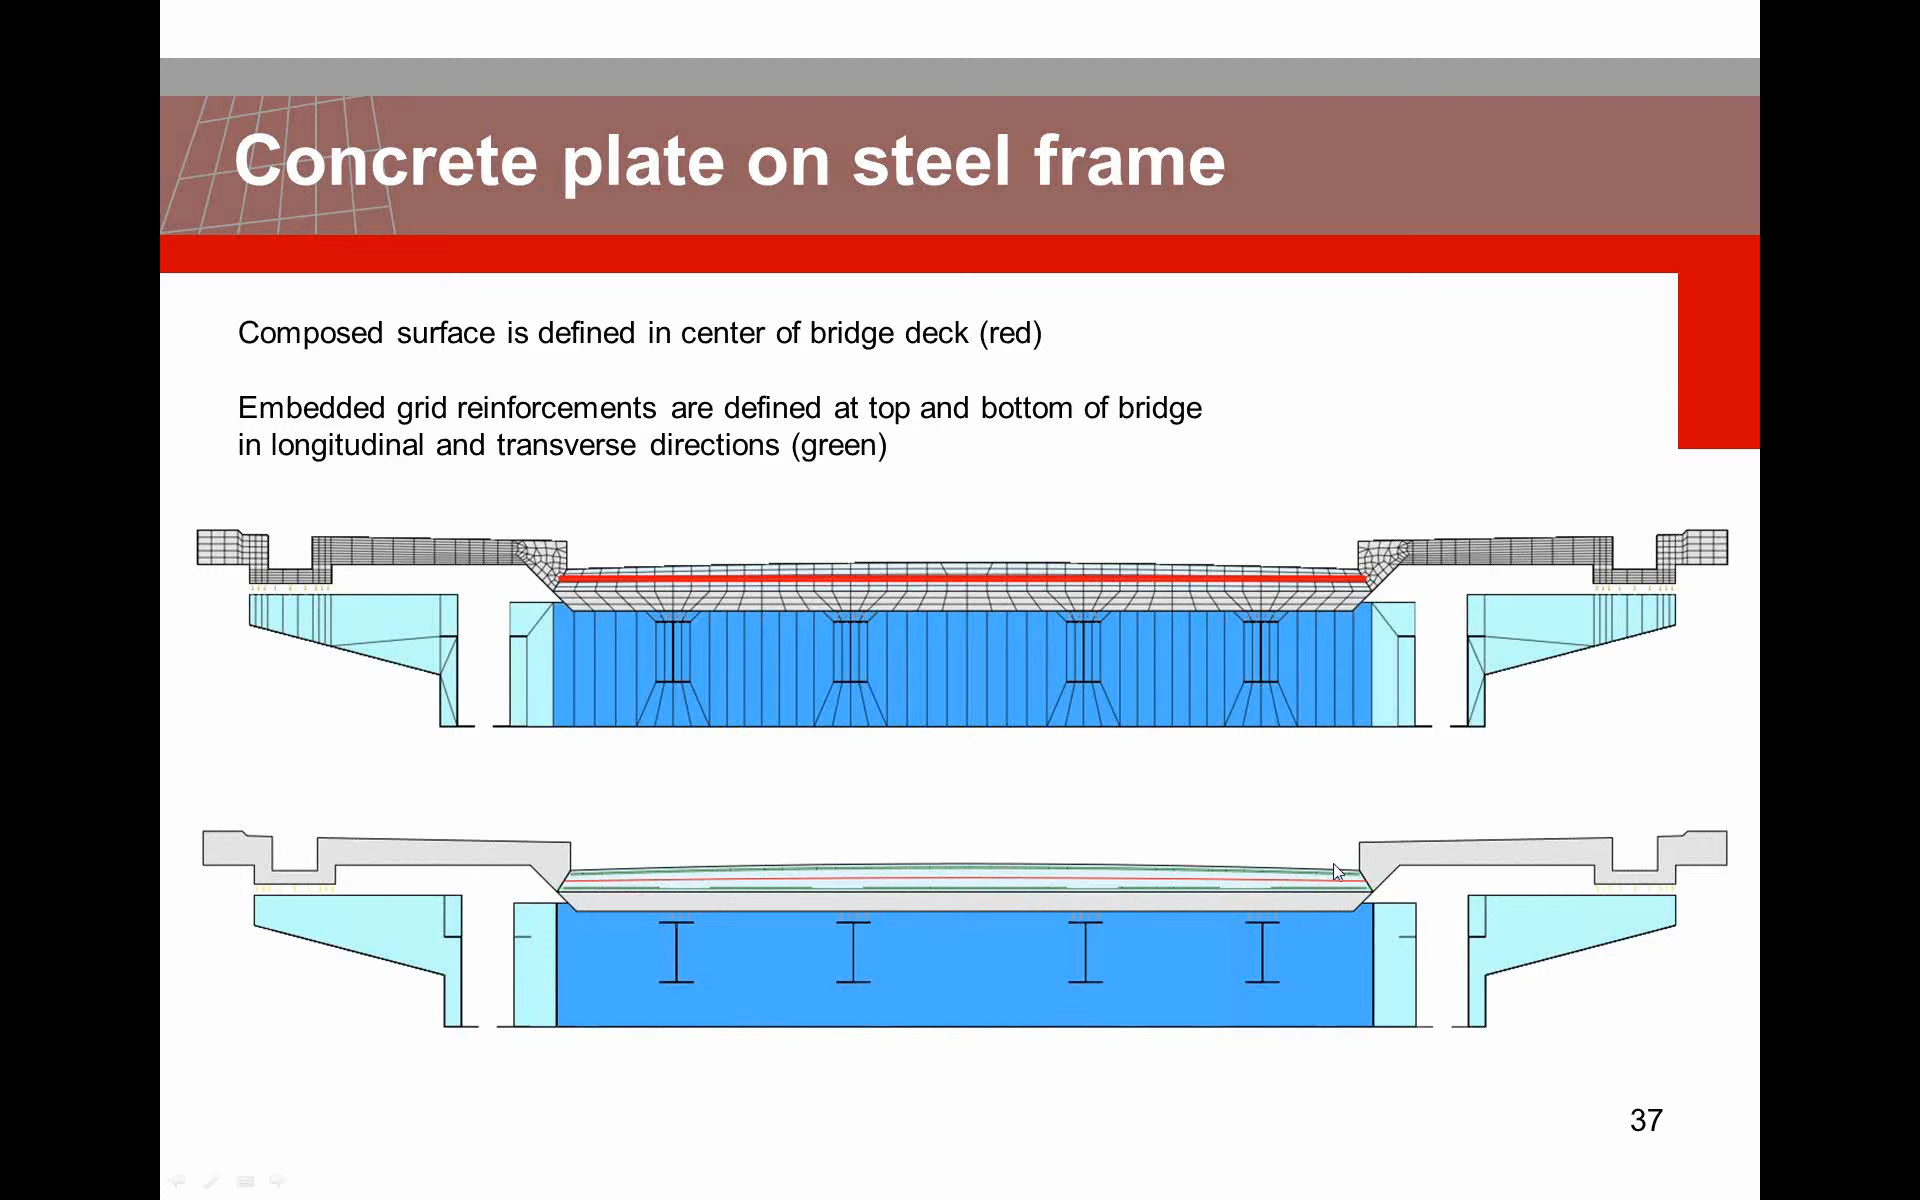 Concrete plate on steel frame
Composed surface is defined in center of bridge deck (red)
Embedded grid reinforcements are defined at top and bottom of bridge
in longitudinal and transverse directions (green)
37